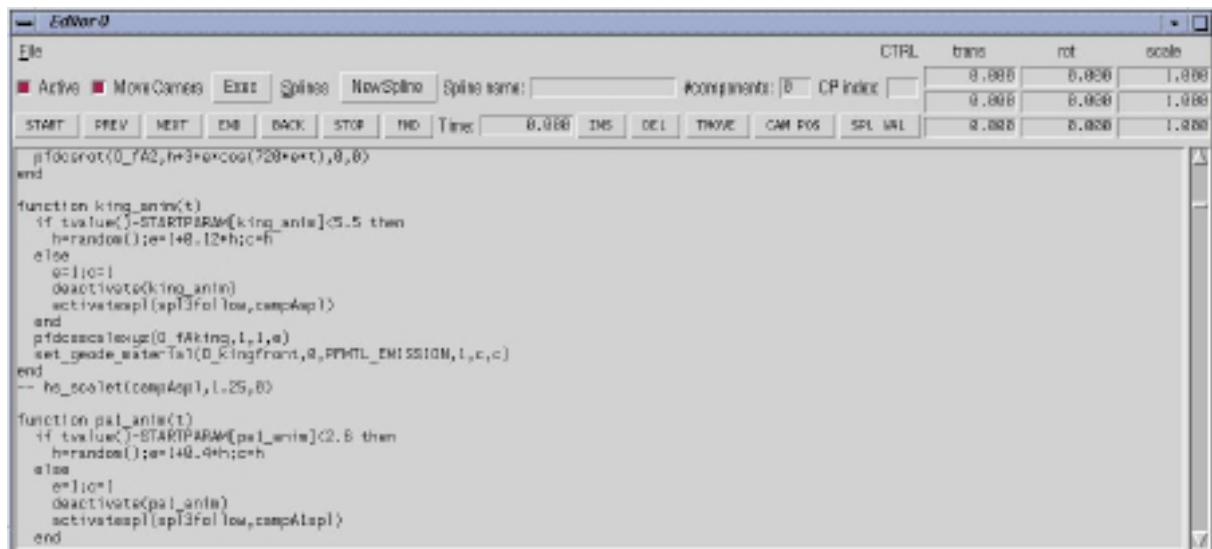 Editor 0
File CTRL trans rot scale
Active Move Camera Exec Splines NewSpline Spline name: #components: 0 CP index:
0.000 0.000 1.000
0.000 0.000 1.000
START PREV NEXT END BACK STOP FWD Time: 0.000 INS DEL TMOVE CAM POS SPL VAL 0.000 0.000 1.000
pfdcsrot(O_fA2,h+3*e*cos(720*e*t),0,0)
end
function king_anim(t)
if tvalue()-STARTPARAM[king_anim]<5.5 then
h=random();e=1+0.12*h;c=h
else
e=1;c=1
deactivate(king_anim)
activatespl(spl3follow,campAspl)
end
pfdcsscalexyz(O_fAking,1,1,e)
set_geode_material(O_kingfront,0,PFMTL_EMISSION,1,c,c)
end
-- hs_scalet(campAspl,1.25,0)
function pal_anim(t)
if tvalue()-STARTPARAM[pal_anim]<2.6 then
h=random();e=1+0.4*h;c=h
else
e=1;c=1
deactivate(pal_anim)
activatespl(spl3follow,campA1spl)
end